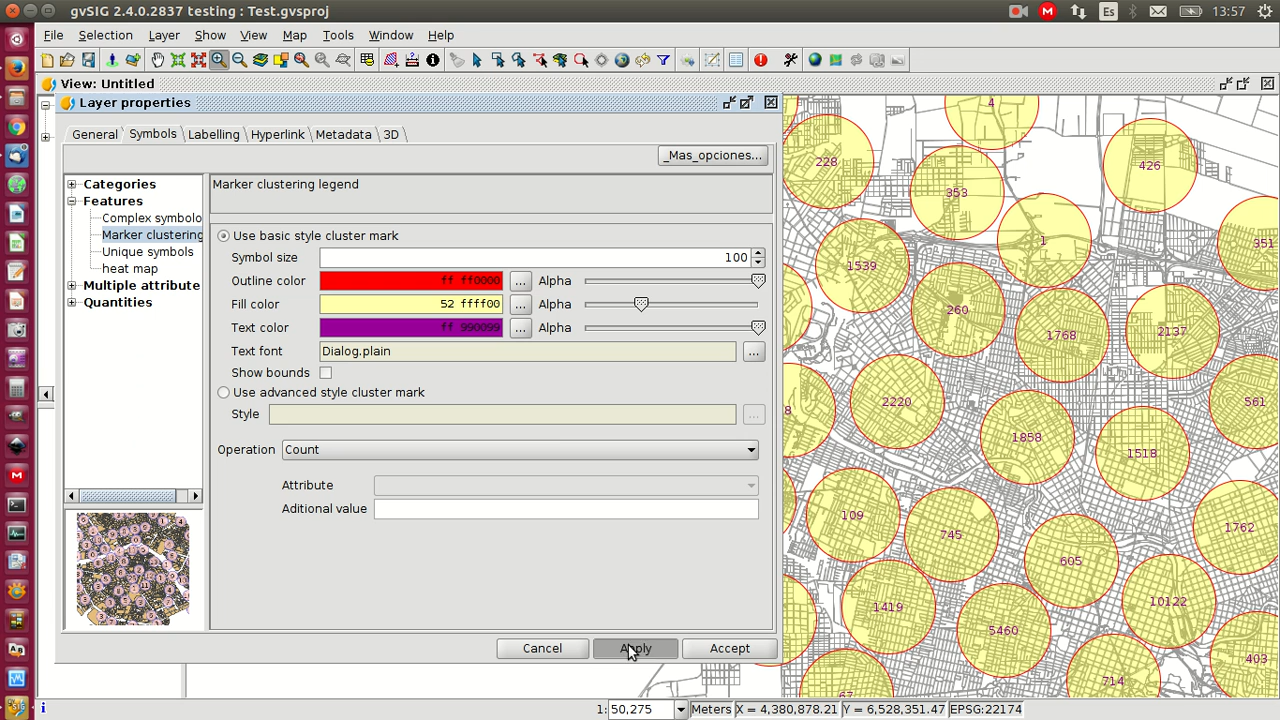 gvSIG 2.4.0.2837 testing : Test.gvsproj
Es
13:57
File Selection Layer Show View Map Tools Window Help
View: Untitled
Layer properties
General Symbols Labelling Hyperlink Metadata 3D
_Mas_opciones...
Categories
Features
Complex symbolo
Marker clustering
Unique symbols
heat map
Multiple attribute
Quantities
Marker clustering legend
Use basic style cluster mark
Symbol size 100
Outline color ff ff0000 ... Alpha
Fill color 52 ffff00 ... Alpha
Text color ff 990099 ... Alpha
Text font Dialog.plain ...
Show bounds
Use advanced style cluster mark
Style ...
Operation Count
Attribute
Aditional value
Cancel Apply Accept
4
228
426
353
1
351
1539
260
1768
2137
2220
8
561
1858
1518
109
745
1762
605
1419
10122
5460
403
714
67
1: 50,275 Meters X = 4,380,878.21 Y = 6,528,351.47 EPSG:22174